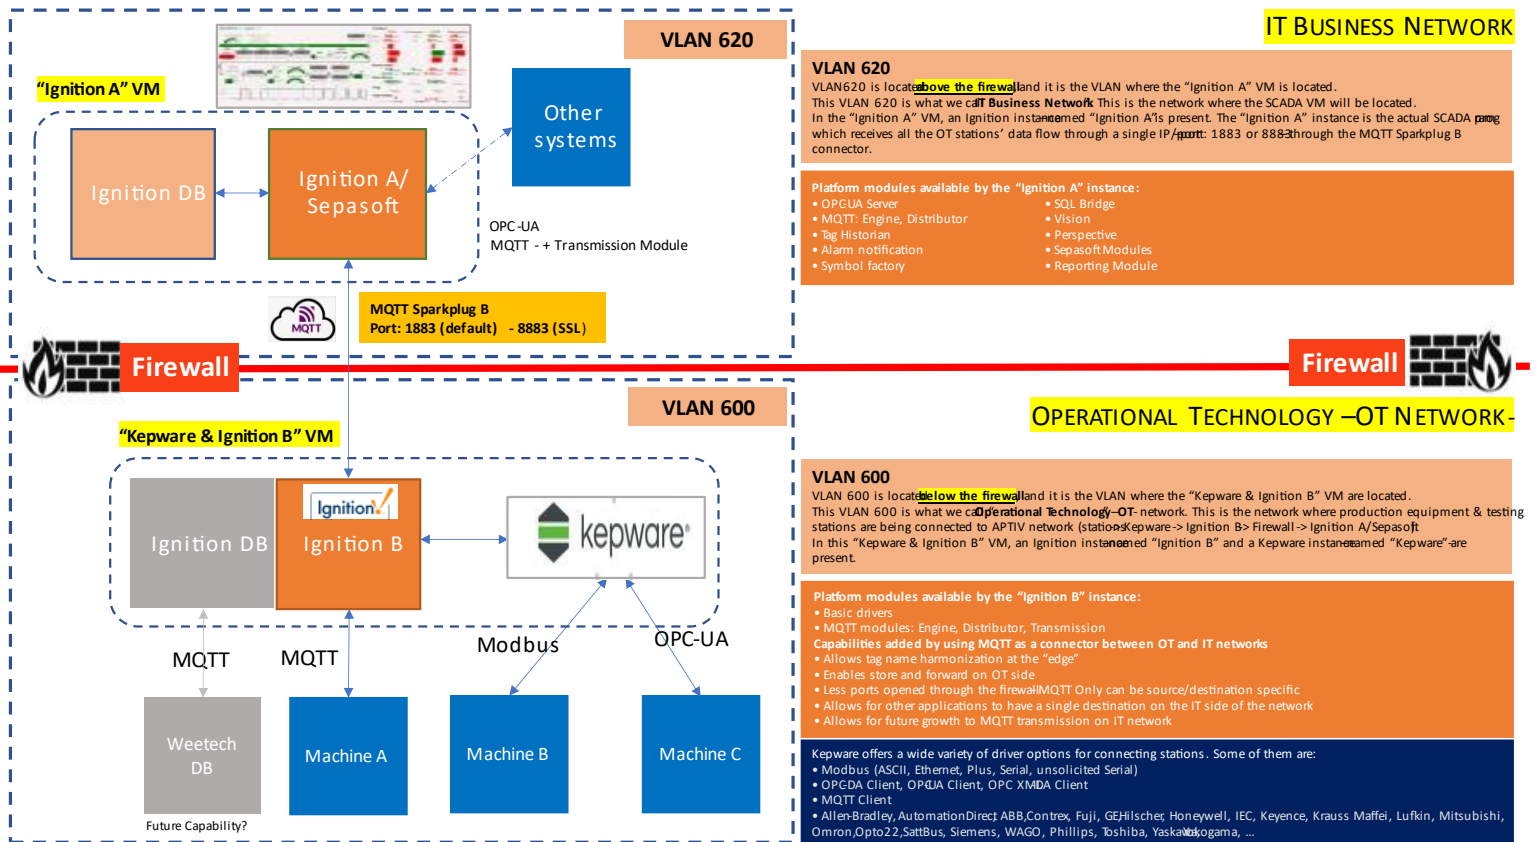 VLAN 620
IT BUSINESS NETWORK
“Ignition A” VM
Ignition DB
Ignition A/
Sepasoft
Other
systems
OPC-UA
MQTT - + Transmission Module
MQTT
MQTT Sparkplug B
Port: 1883 (default) - 8883 (SSL)
VLAN 620
VLAN620 is located above the firewall and it is the VLAN where the “Ignition A” VM is located.
This VLAN 620 is what we call IT Business Network This is the network where the SCADA VM will be located.
In the “Ignition A” VM, an Ignition instance named “Ignition A” is present. The “Ignition A” instance is the actual SCADA
which receives all the OT stations’ data flow through a single IP/port: 1883 or 8883 through the MQTT Sparkplug B
connector.
Platform modules available by the “Ignition A” instance:
• OPC-UA Server
• MQTT: Engine, Distributor
• Tag Historian
• Alarm notification
• Symbol factory
• SQL Bridge
• Vision
• Perspective
• Sepasoft Modules
• Reporting Module
Firewall
Firewall
VLAN 600
OPERATIONAL TECHNOLOGY –OT NETWORK-
“Kepware & Ignition B” VM
Ignition DB
Ignition!
Ignition B
kepware®
MQTT
MQTT
Modbus
OPC-UA
Weetech
DB
Machine A
Machine B
Machine C
Future Capability?
VLAN 600
VLAN 600 is located below the firewall and it is the VLAN where the “Kepware & Ignition B” VM are located.
This VLAN 600 is what we call “Operational Technology –OT- network. This is the network where production equipment & testing
stations are being connected to APTIV network (stations-> Kepware -> Ignition B-> Firewall -> Ignition A/Sepasoft
In this “Kepware & Ignition B” VM, an Ignition instance named “Ignition B” and a Kepware instance named “Kepware”-are
present.
Platform modules available by the “Ignition B” instance:
• Basic drivers
• MQTT modules: Engine, Distributor, Transmission
Capabilities added by using MQTT as a connector between OT and IT networks
• Allows tag name harmonization at the “edge”
• Enables store and forward on OT side
• Less ports opened through the firewall-MQTT Only can be source/destination specific
• Allows for other applications to have a single destination on the IT side of the network
• Allows for future growth to MQTT transmission on IT network
Kepware offers a wide variety of driver options for connecting stations. Some of them are:
• Modbus (ASCII, Ethernet, Plus, Serial, unsolicited Serial)
• OPC-DA Client, OPC-UA Client, OPC XML-DA Client
• MQTT Client
• Allen-Bradley, AutomationDirect, ABB, Contrex, Fuji, GE, Hilscher, Honeywell, IEC, Keyence, Krauss Maffei, Lufkin, Mitsubishi,
Omron, Opto22, SattBus, Siemens, WAGO, Phillips, Toshiba, Yaskawa, Yokogama, ...